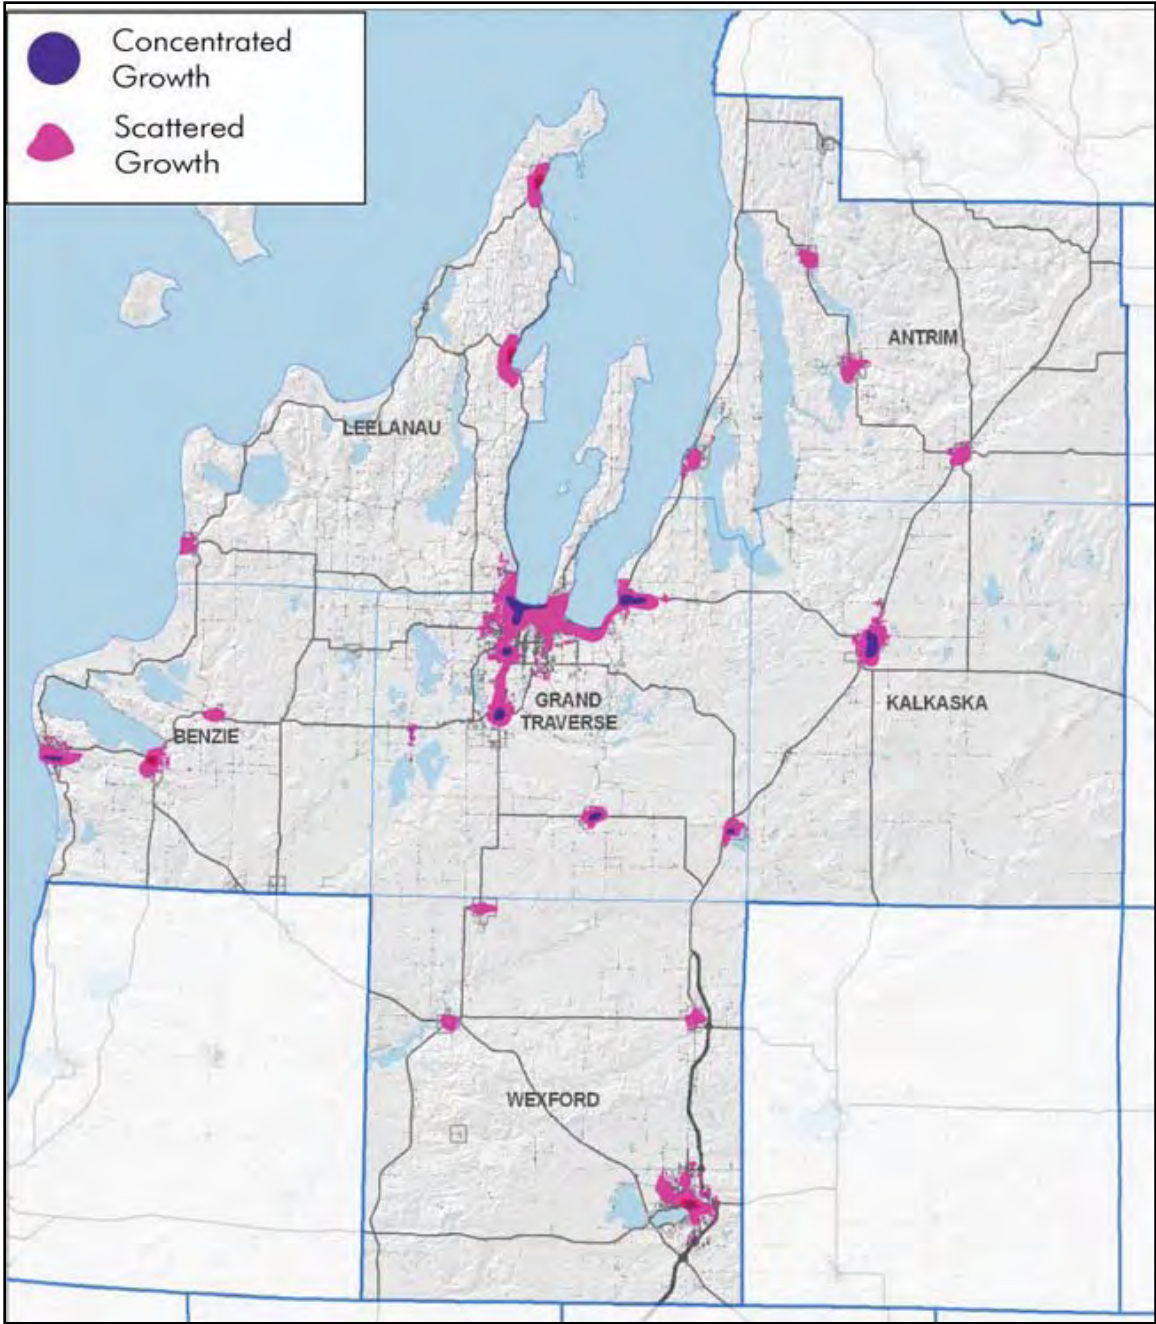 Concentrated
Growth
Scattered
Growth
ANTRIM
LEELANAU
GRAND
TRAVERSE
KALKASKA
BENZIE
WEXFORD